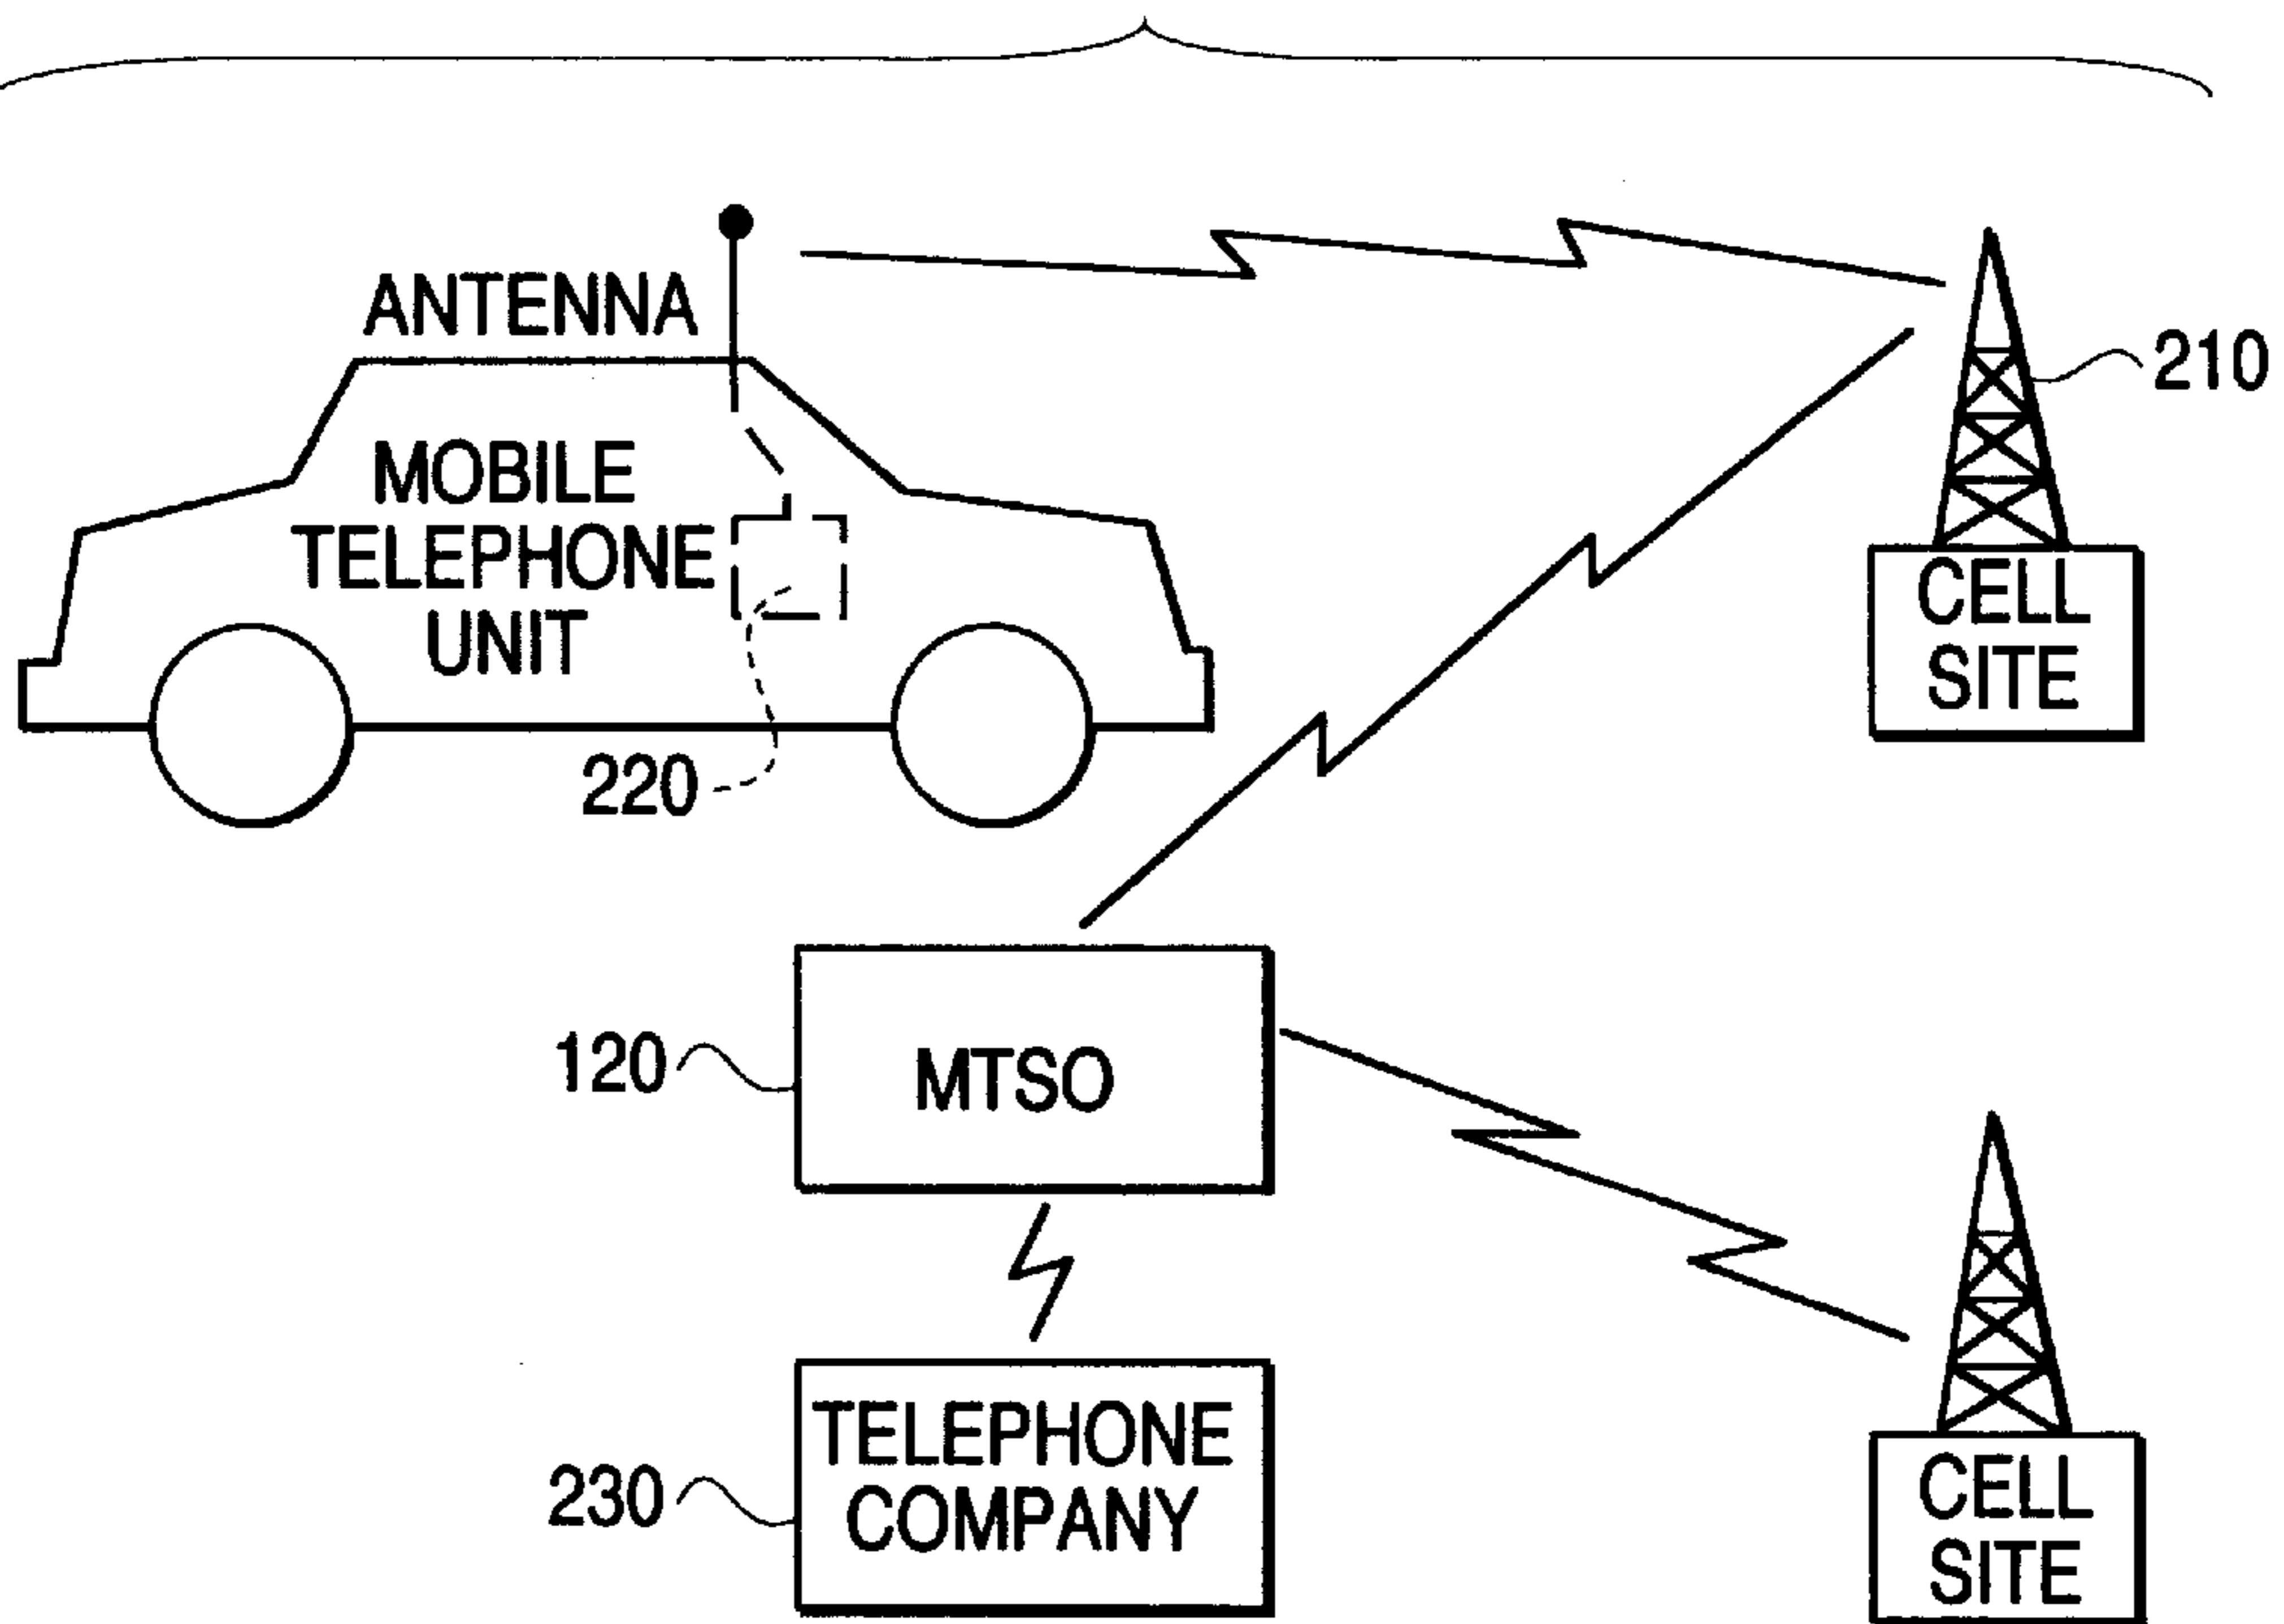 ANTENNA
210
MOBILE
TELEPHONE
UNIT
CELL
SITE
220
120
MTSO
230
TELEPHONE
COMPANY
CELL
SITE